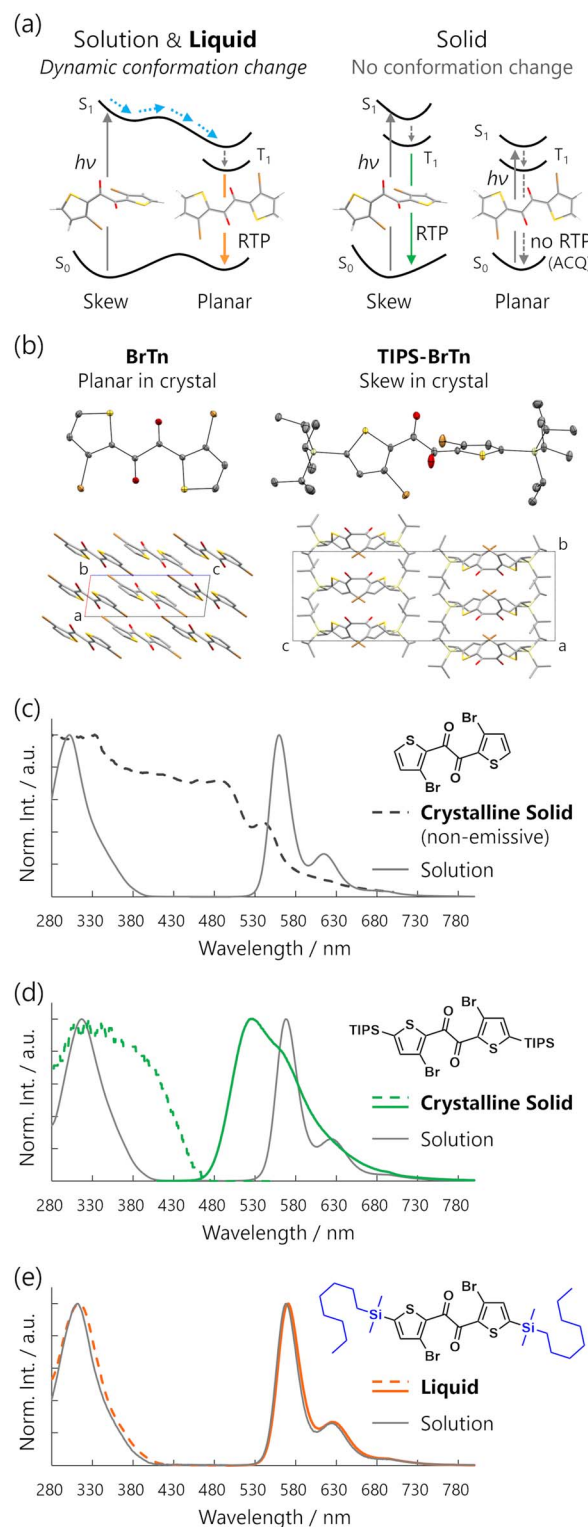 (a)
Solution & Liquid
Dynamic conformation change
Solid
No conformation change
S1
hν
T1
RTP
S0
Skew
Planar
T1
RTP
S0
Skew
S1
T1
hν
no RTP
(ACQ)
S0
Planar
(b)
BrTn
Planar in crystal
TIPS-BrTn
Skew in crystal
b
c
a
b
c
a
(c)
Norm. Int. / a.u.
S
O
Br
Br
O
S
Crystalline Solid
(non-emissive)
Solution
280 330 380 430 480 530 580 630 680 730 780
Wavelength / nm
(d)
Norm. Int. / a.u.
TIPS
S
O
Br
Br
O
S
TIPS
Crystalline Solid
Solution
280 330 380 430 480 530 580 630 680 730 780
Wavelength / nm
(e)
Norm. Int. / a.u.
Si
S
O
Br
Br
O
S
Si
Liquid
Solution
280 330 380 430 480 530 580 630 680 730 780
Wavelength / nm